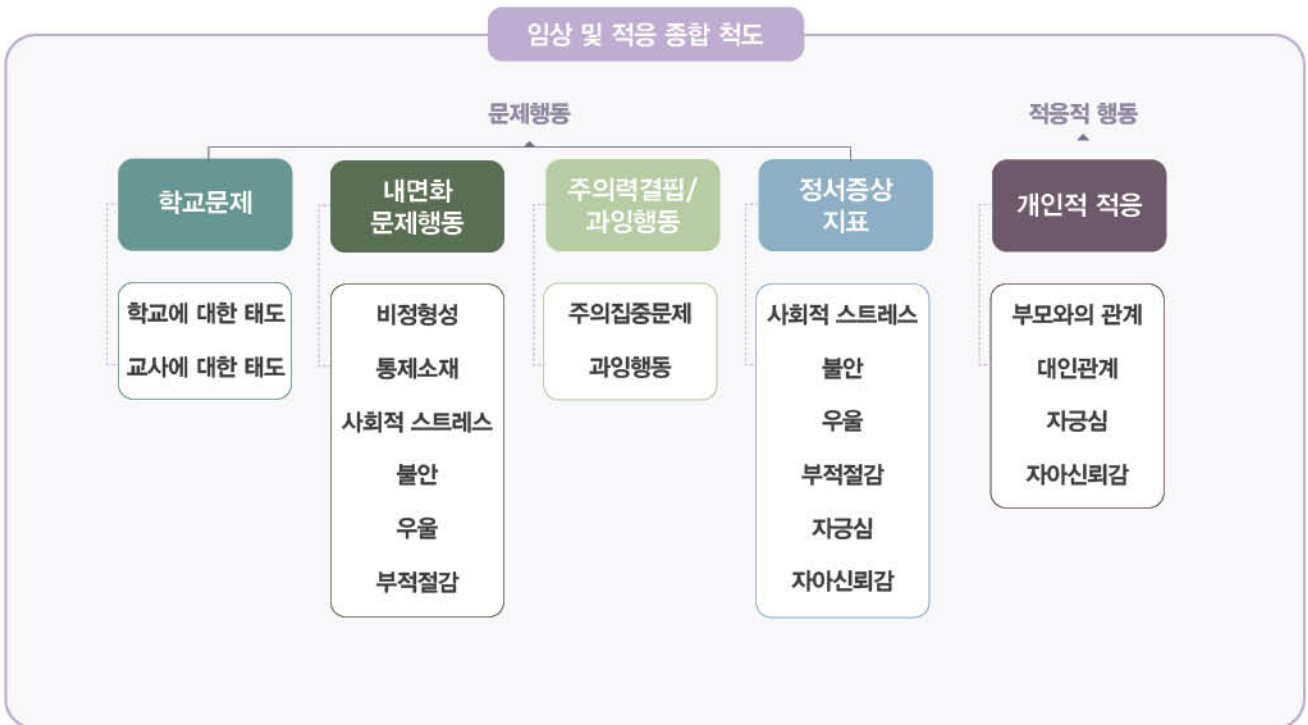 임상 및 적응 종합 척도
문제행동
적응적 행동
학교문제
내면화
문제행동
주의력결핍/
과잉행동
정서증상
지표
개인적 적응
학교에 대한 태도
교사에 대한 태도
비정형성
통제소재
사회적 스트레스
불안
우울
부적절감
주의집중문제
과잉행동
사회적 스트레스
불안
우울
부적절감
자긍심
자아신뢰감
부모와의 관계
대인관계
자긍심
자아신뢰감